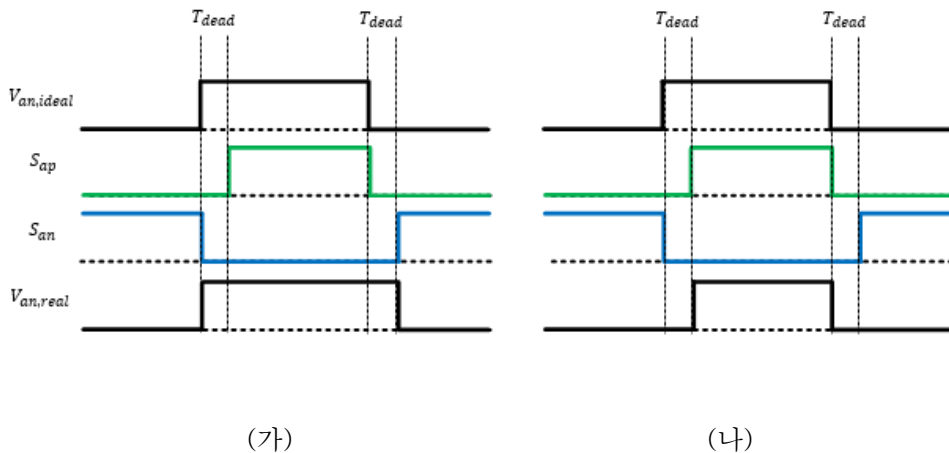 T_dead T_dead T_dead T_dead
V_an,ideal
S_ap
S_an
V_an,real
(가) (나)